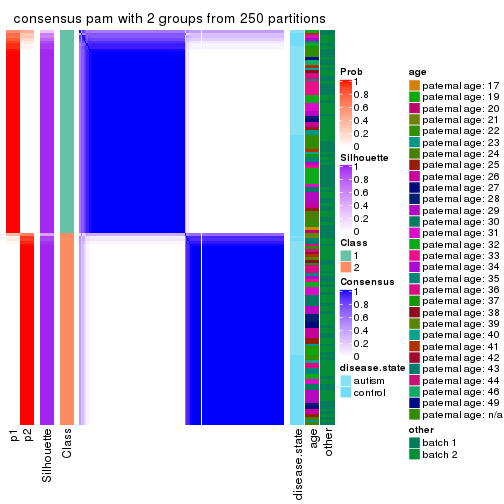 consensus pam with 2 groups from 250 partitions
Prob
1
0.8
0.6
0.4
0.2
0
Silhouette
1
0.8
0.6
0.4
0.2
0
Class
1
2
Consensus
1
0.8
0.6
0.4
0.2
0
disease.state
autism
control
age
paternal age: 17
paternal age: 19
paternal age: 20
paternal age: 21
paternal age: 22
paternal age: 23
paternal age: 24
paternal age: 25
paternal age: 26
paternal age: 27
paternal age: 28
paternal age: 29
paternal age: 30
paternal age: 31
paternal age: 32
paternal age: 33
paternal age: 34
paternal age: 35
paternal age: 36
paternal age: 37
paternal age: 38
paternal age: 39
paternal age: 40
paternal age: 41
paternal age: 42
paternal age: 43
paternal age: 44
paternal age: 46
paternal age: 49
paternal age: n/a
other
batch 1
batch 2
p1
p2
Silhouette
Class
disease.state
age
other